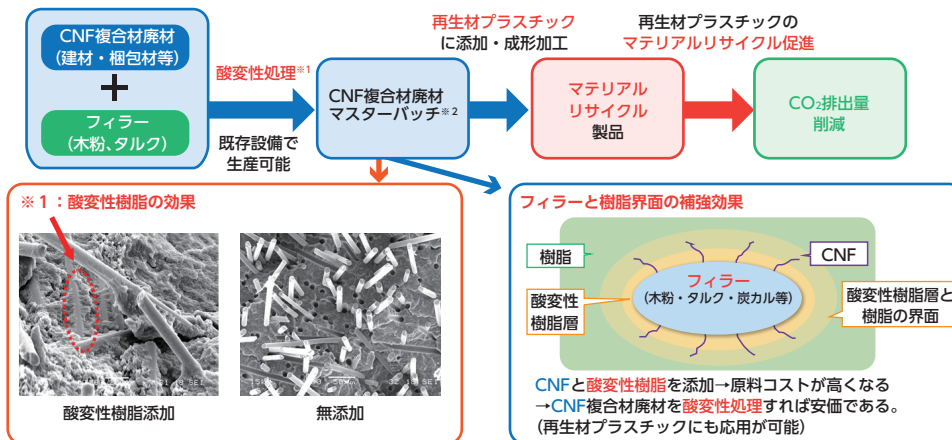 CNF複合材廃材
(建材・梱包材等)
+
フィラー
(木粉、タルク)
酸変性処理※1
既存設備で
生産可能
CNF複合材廃材
マスターバッチ※2
再生材プラスチック
に添加・成形加工
マテリアル
リサイクル
製品
再生材プラスチックの
マテリアルリサイクル促進
CO₂排出量
削減
※1：酸変性樹脂の効果
酸変性樹脂添加
無添加
フィラーと樹脂界面の補強効果
樹脂
CNF
フィラー
(木粉・タルク・炭カル等)
酸変性
樹脂層
酸変性樹脂層と
樹脂の界面
CNFと酸変性樹脂を添加→原料コストが高くなる
→CNF複合材廃材を酸変性処理すれば安価である。
(再生材プラスチックにも応用が可能)